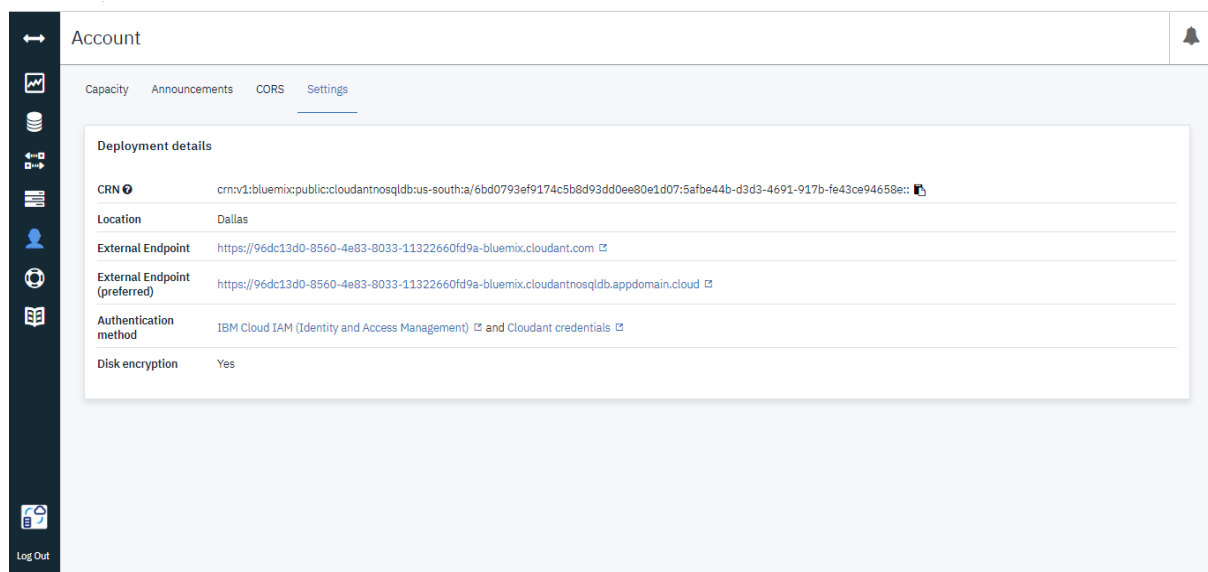 Account
Capacity Announcements CORS Settings
Deployment details
CRN crn:v1:bluemix:public:cloudantnosqldb:us-south:a/6bd0793ef9174c5b8d93dd0ee80e1d07:5afbe44b-d3d3-4691-917b-fe43ce94658e::
Location Dallas
External Endpoint https://96dc13d0-8560-4e83-8033-11322660fd9a-bluemix.cloudant.com
External Endpoint
(preferred) https://96dc13d0-8560-4e83-8033-11322660fd9a-bluemix.cloudantnosqldb.appdomain.cloud
Authentication
method IBM Cloud IAM (Identity and Access Management) and Cloudant credentials
Disk encryption Yes
Log Out